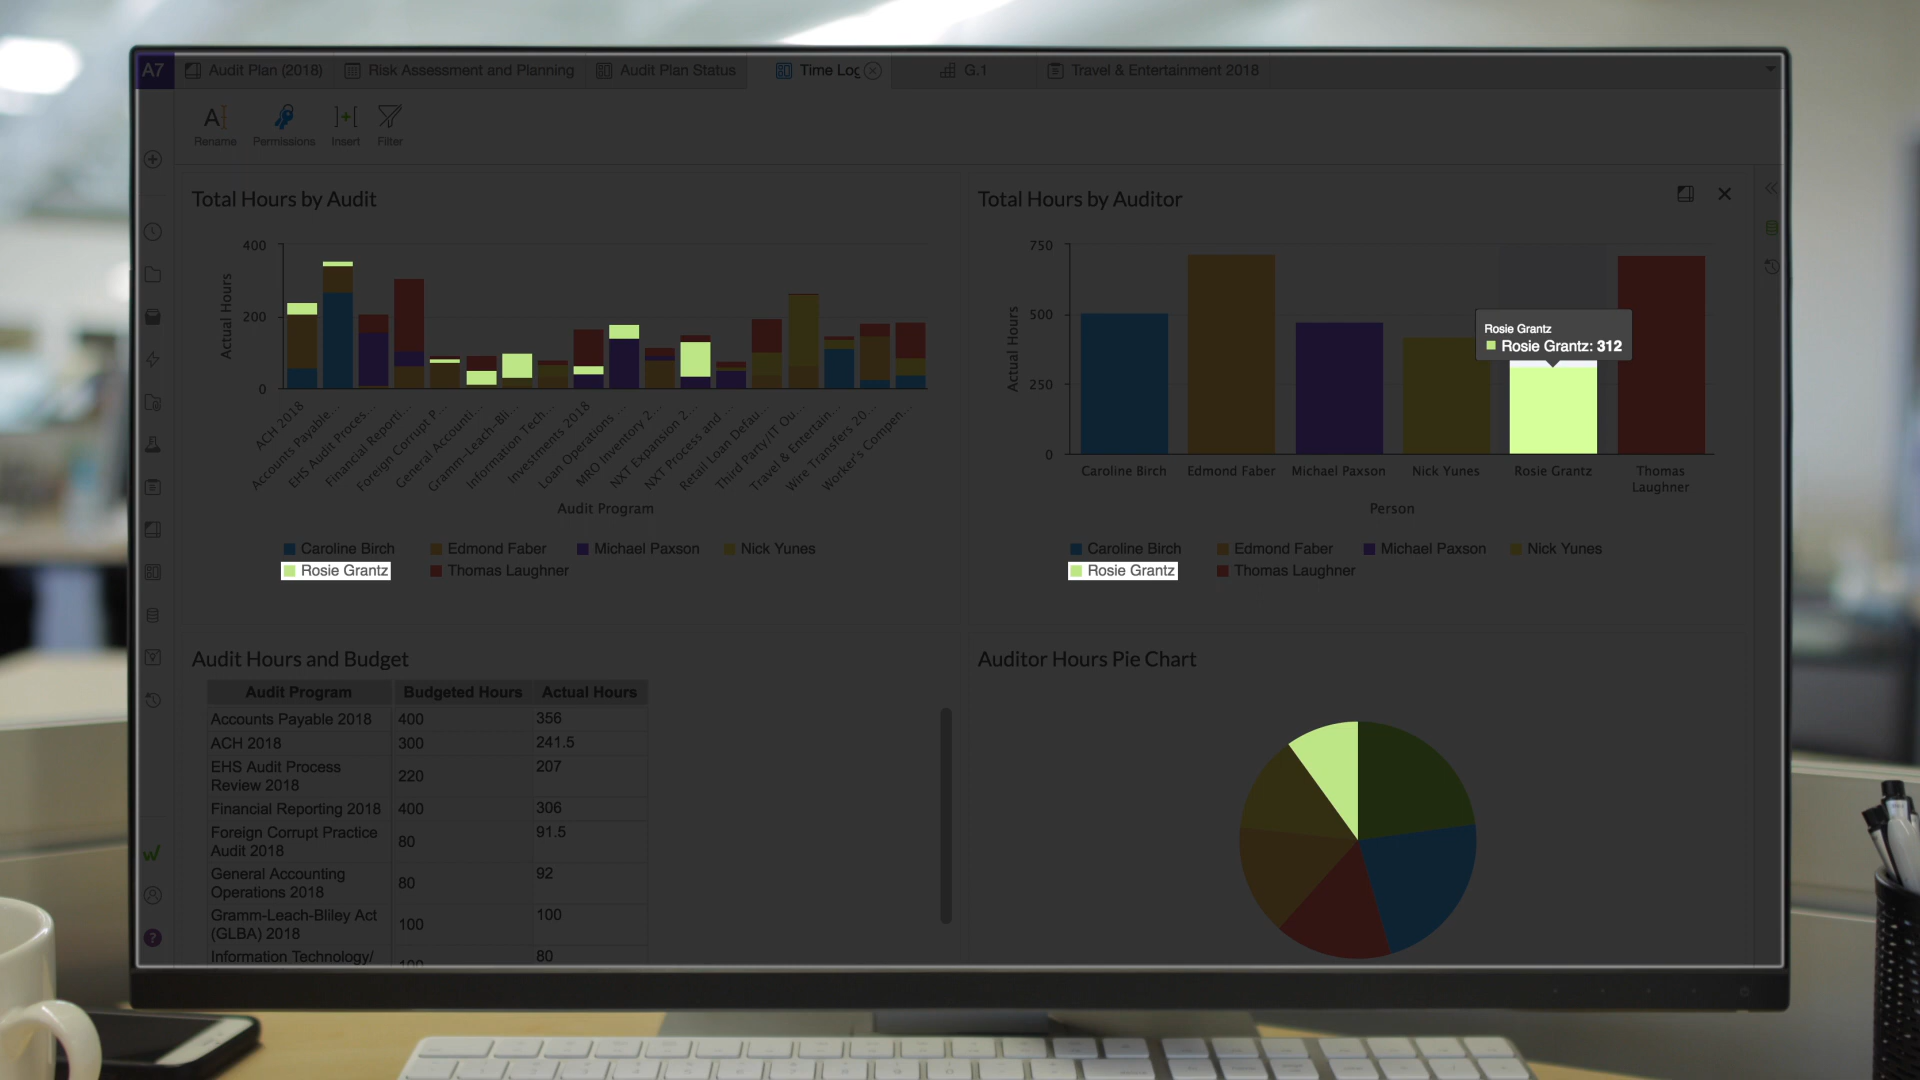 A7
Audit Plan (2018)
Risk Assessment and Planning
Audit Plan Status
Time Log
G.1
Travel & Entertainment 2018
Rename
Permissions
Insert
Filter
Total Hours by Audit
400
200
0
Actual Hours
ACH 2018
Accounts Payable...
EHS Audit Proces...
Financial Reporti...
Foreign Corrupt P...
General Accounti...
Gramm-Leach-Bli...
Information Tech...
Investments 2018
Loan Operations ...
MRO Inventory 2...
NXT Expansion 2...
NXT Process and ...
Retail Loan Defau...
Third Party/IT Ou...
Travel & Entertain...
Wire Transfers 20...
Worker's Compen...
Audit Program
Caroline Birch
Edmond Faber
Michael Paxson
Nick Yunes
Rosie Grantz
Thomas Laughner
Total Hours by Auditor
750
500
250
0
Actual Hours
Rosie Grantz
Rosie Grantz: 312
Caroline Birch
Edmond Faber
Michael Paxson
Nick Yunes
Rosie Grantz
Thomas
Laughner
Person
Caroline Birch
Edmond Faber
Michael Paxson
Nick Yunes
Rosie Grantz
Thomas Laughner
Audit Hours and Budget
Audit Program Budgeted Hours Actual Hours
Accounts Payable 2018 400 356
ACH 2018 300 241.5
EHS Audit Process
Review 2018 220 207
Financial Reporting 2018 400 306
Foreign Corrupt Practice
Audit 2018 80 91.5
General Accounting
Operations 2018 80 92
Gramm-Leach-Bliley Act
(GLBA) 2018 100 100
Information Technology/ 100 80
Auditor Hours Pie Chart
?